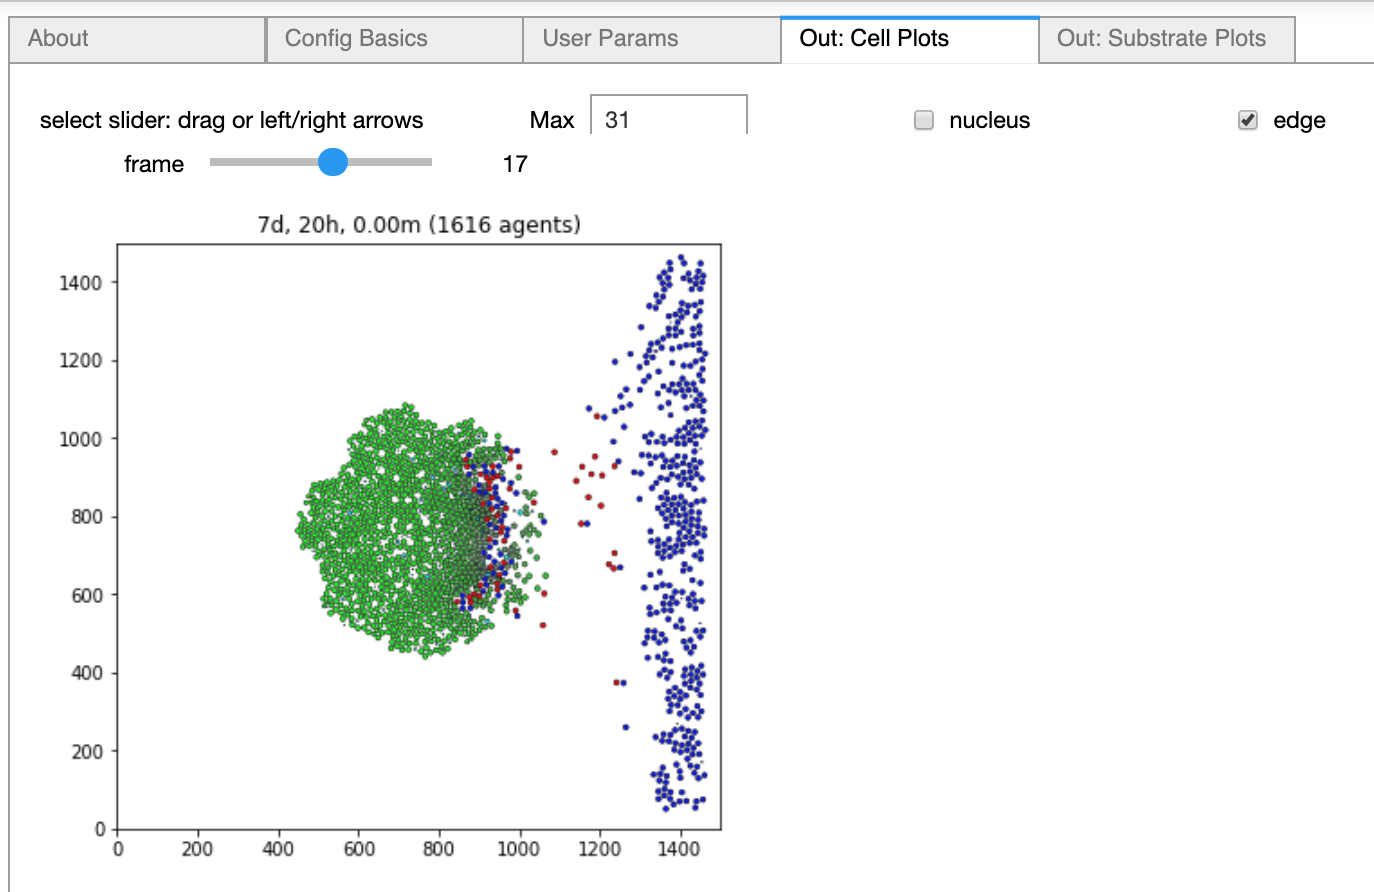 About Config Basics User Params Out: Cell Plots Out: Substrate Plots
select slider: drag or left/right arrows Max 31 nucleus edge
frame 17
7d, 20h, 0.00m (1616 agents)
1400
1200
1000
800
600
400
200
0
0 200 400 600 800 1000 1200 1400